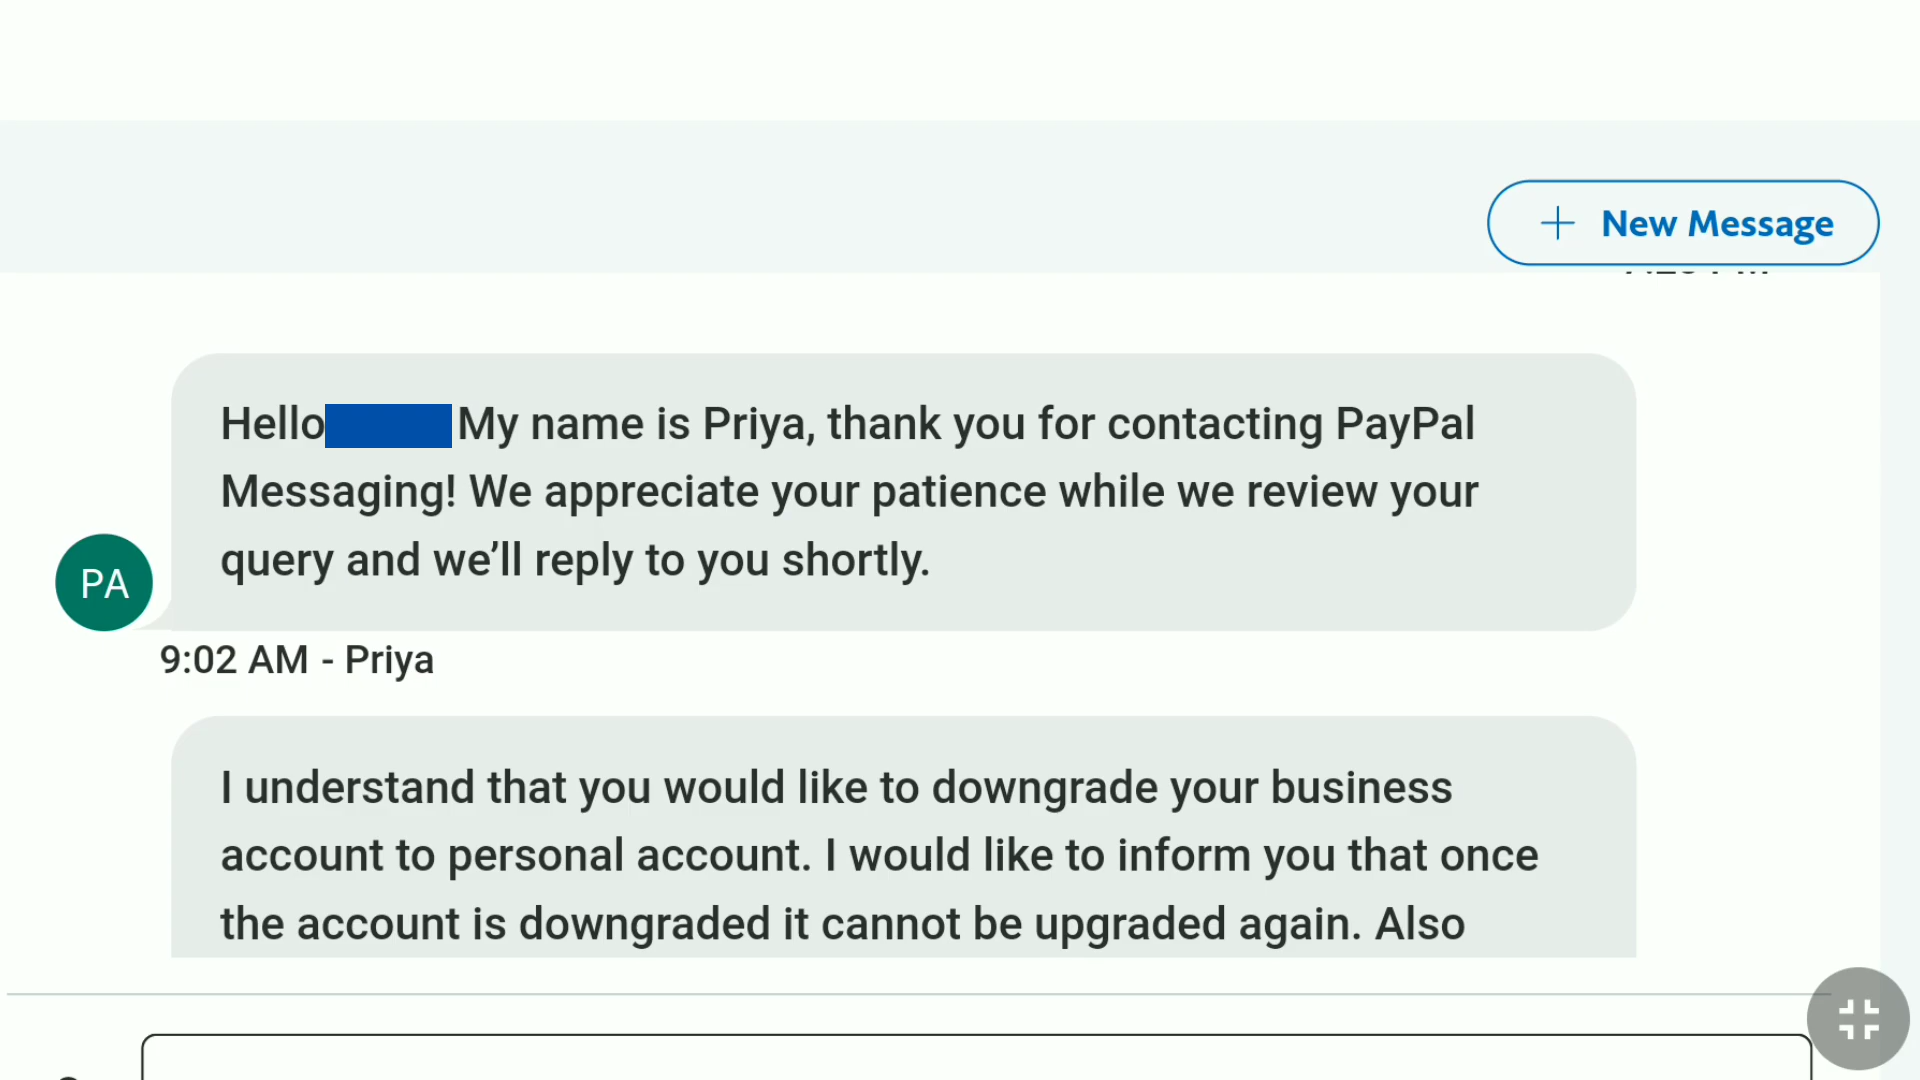 New Message
Hello My name is Priya, thank you for contacting PayPal
Messaging! We appreciate your patience while we review your
query and we’ll reply to you shortly.
PA
9:02 AM - Priya
I understand that you would like to downgrade your business
account to personal account. I would like to inform you that once
the account is downgraded it cannot be upgraded again. Also